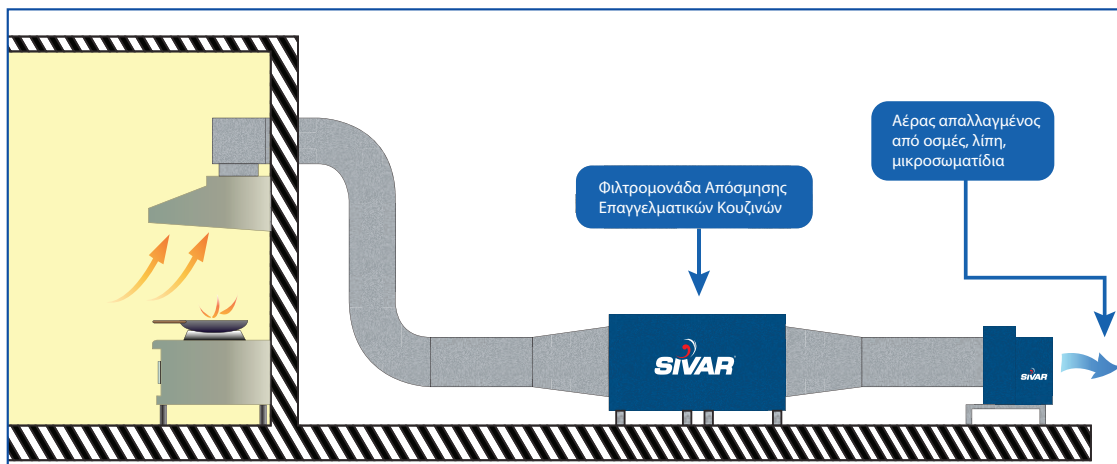 Αέρας απαλλαγμένος
από οσμές, λίπη,
μικροσωματίδια
Φιλτρομονάδα Απόσμησης
Επαγγελματικών Κουζινών
SIVAR
SIVAR